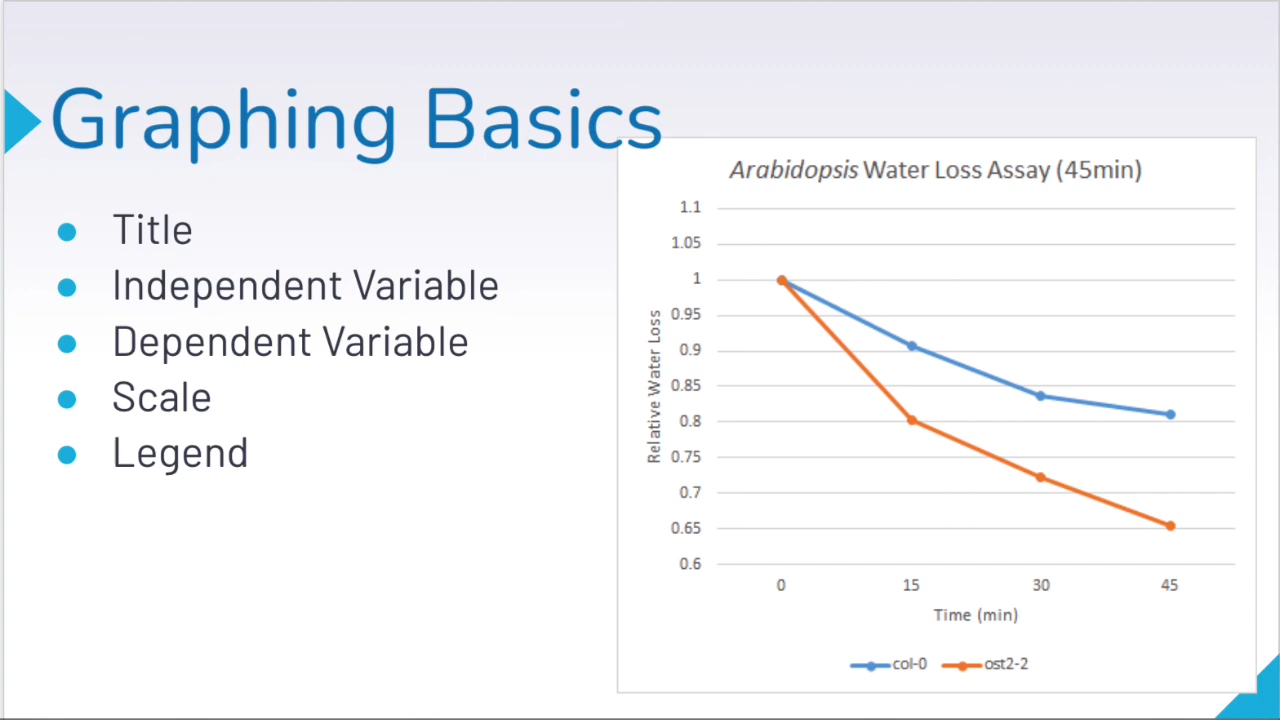 Graphing Basics
Title
Independent Variable
Dependent Variable
Scale
Legend
Arabidopsis Water Loss Assay (45min)
Relative Water Loss
1.1
1.05
1
0.95
0.9
0.85
0.8
0.75
0.7
0.65
0.6
0 15 30 45
Time (min)
col-0 ost2-2